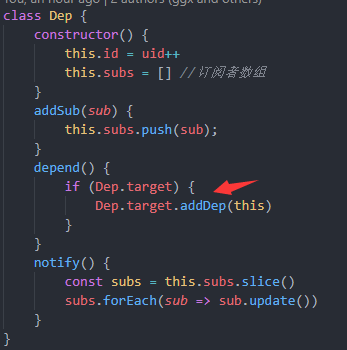 You, an hour ago | 2 authors (ggx and others)
class Dep {
    constructor() {
        this.id = uid++
        this.subs = [] //订阅者数组
    }
    addSub(sub) {
        this.subs.push(sub);
    }
    depend() {
        if (Dep.target) {
            Dep.target.addDep(this)
        }
    }
    notify() {
        const subs = this.subs.slice()
        subs.forEach(sub => sub.update())
    }
}